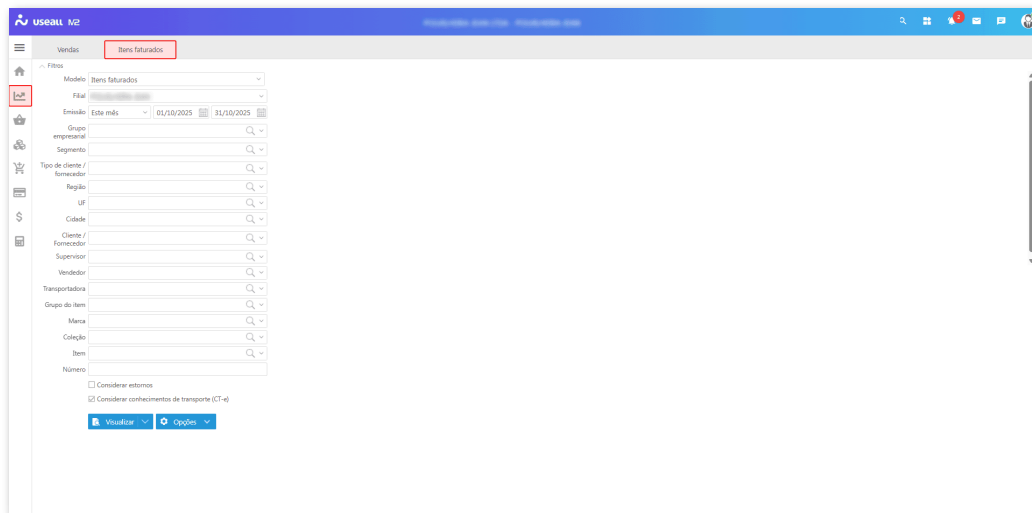 useall M2
2
Vendas Itens faturados
Filtros
Modelo Itens faturados
Filial
Emissão Este mês 01/10/2025 31/10/2025
Grupo empresarial
Segmento
Tipo de cliente / fornecedor
Região
UF
Cidade
Cliente / Fornecedor
Supervisor
Vendedor
Transportadora
Grupo do item
Marca
Coleção
Item
Número
Considerar estornos
Considerar conhecimentos de transporte (CT-e)
Visualizar Opções